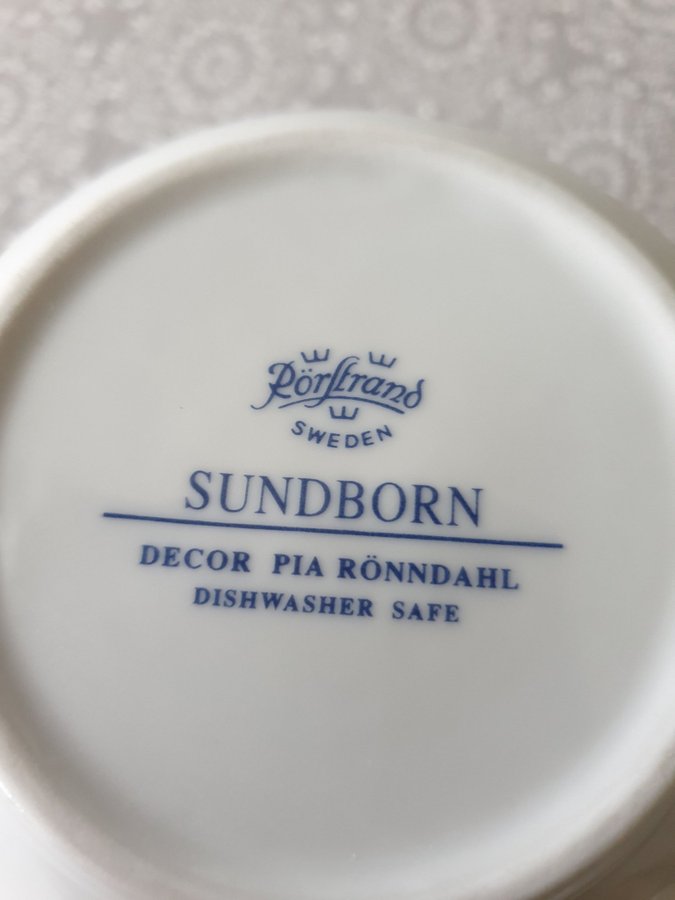 Rörstrand
SWEDEN
SUNDBORN
DECOR PIA RÖNNDAHL
DISHWASHER SAFE